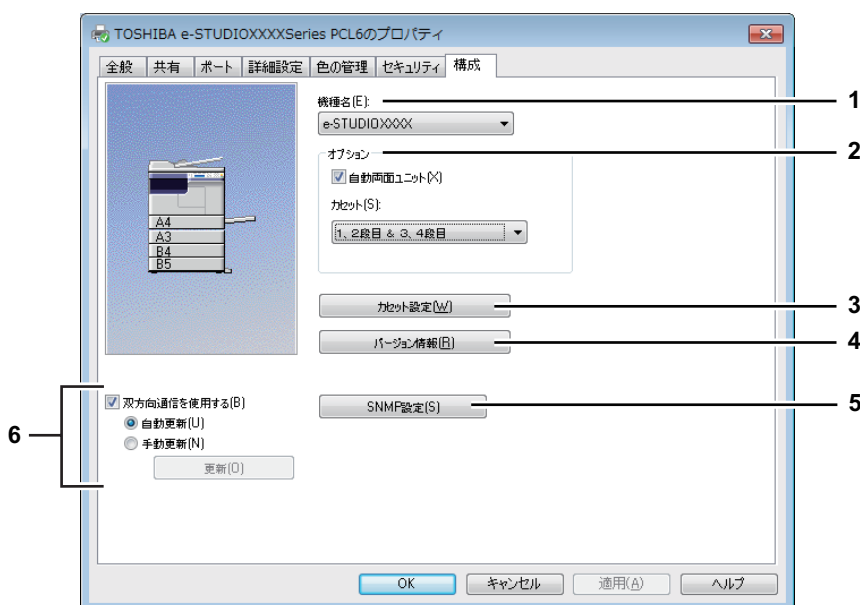 TOSHIBA e-STUDIOXXXXSeries PCL6のプロパティ
全般 共有 ポート 詳細設定 色の管理 セキュリティ 構成
機種名(E):
1
e-STUDIOXXXX
オプション
2
自動両面ユニット(X)
カセット(S):
1、2段目 & 3、4段目
A4
A3
B4
B5
カセット設定(W)
3
バージョン情報(R)
4
双方向通信を使用する(B)
SNMP設定(S)
5
自動更新(U)
6
手動更新(N)
更新(O)
OK キャンセル 適用(A) ヘルプ